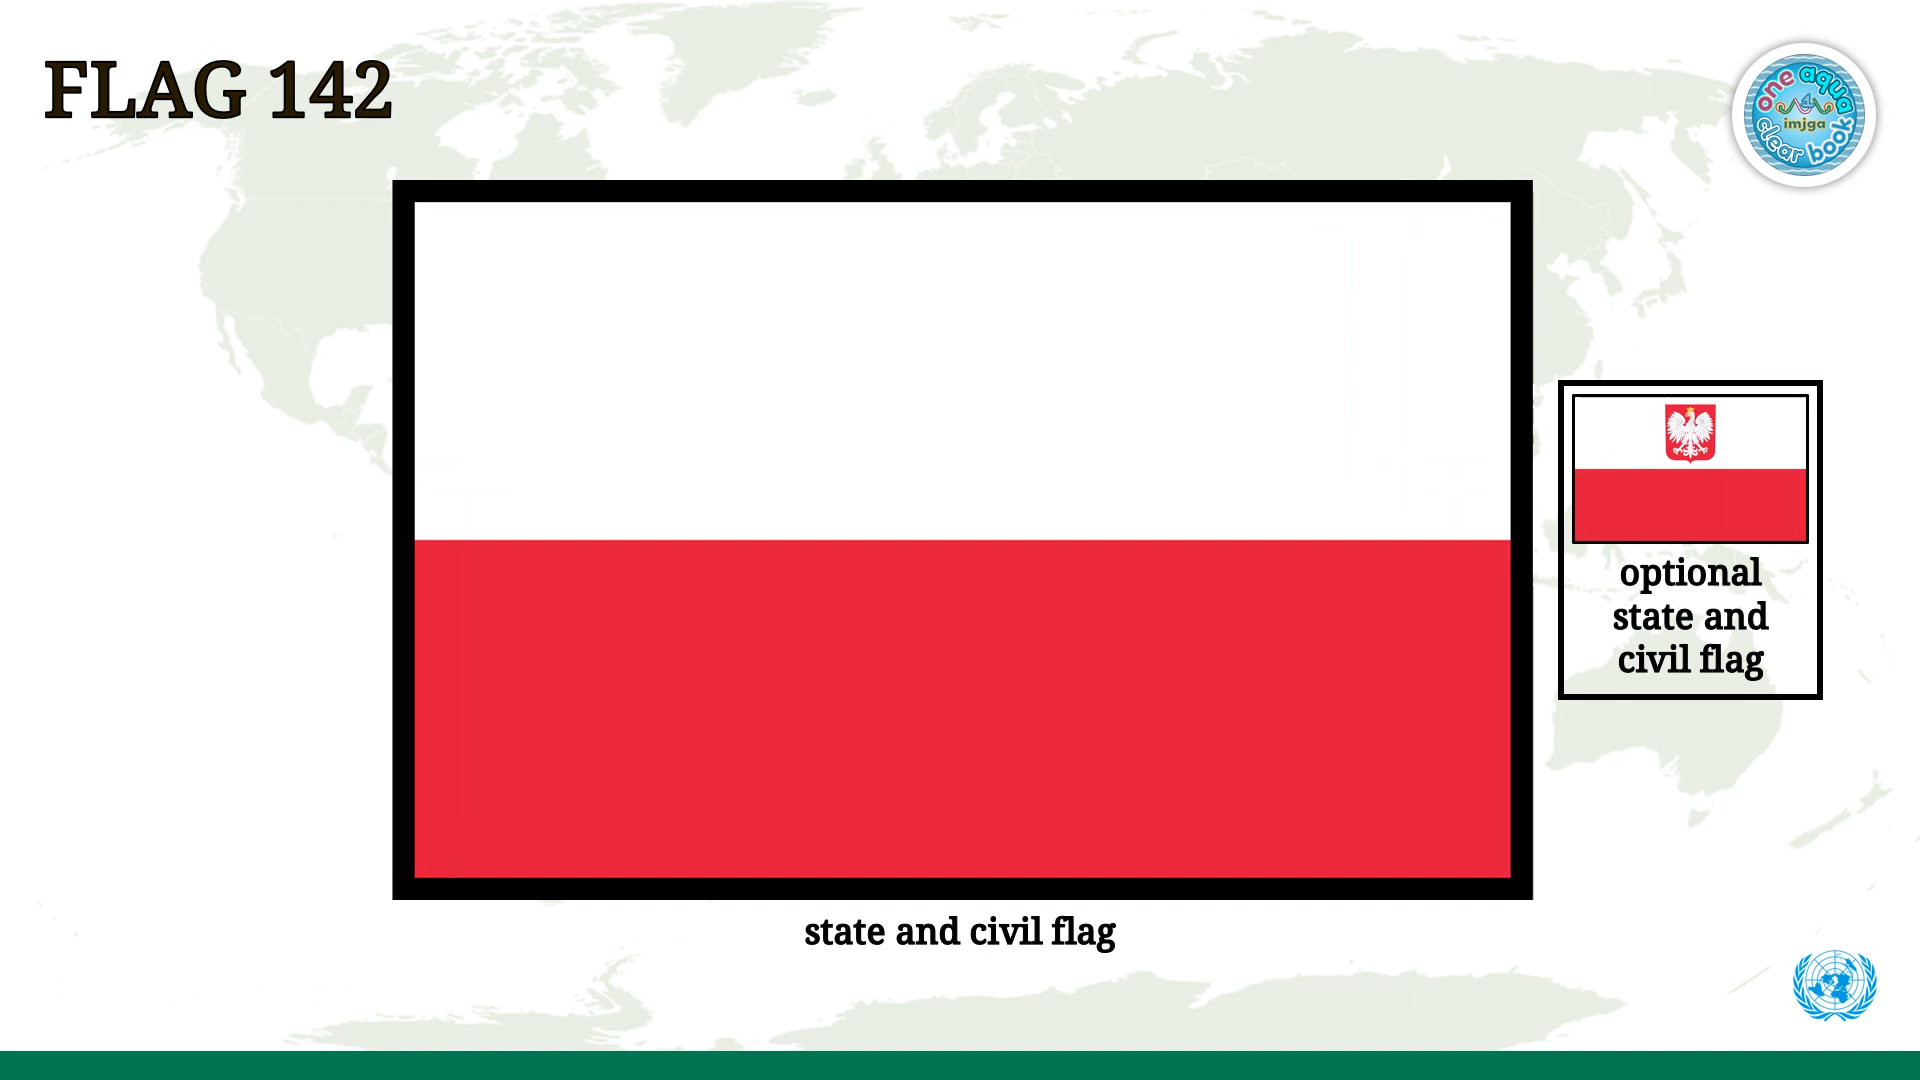 FLAG 142
one aqua
imjga
clear book
optional
state and
civil flag
state and civil flag